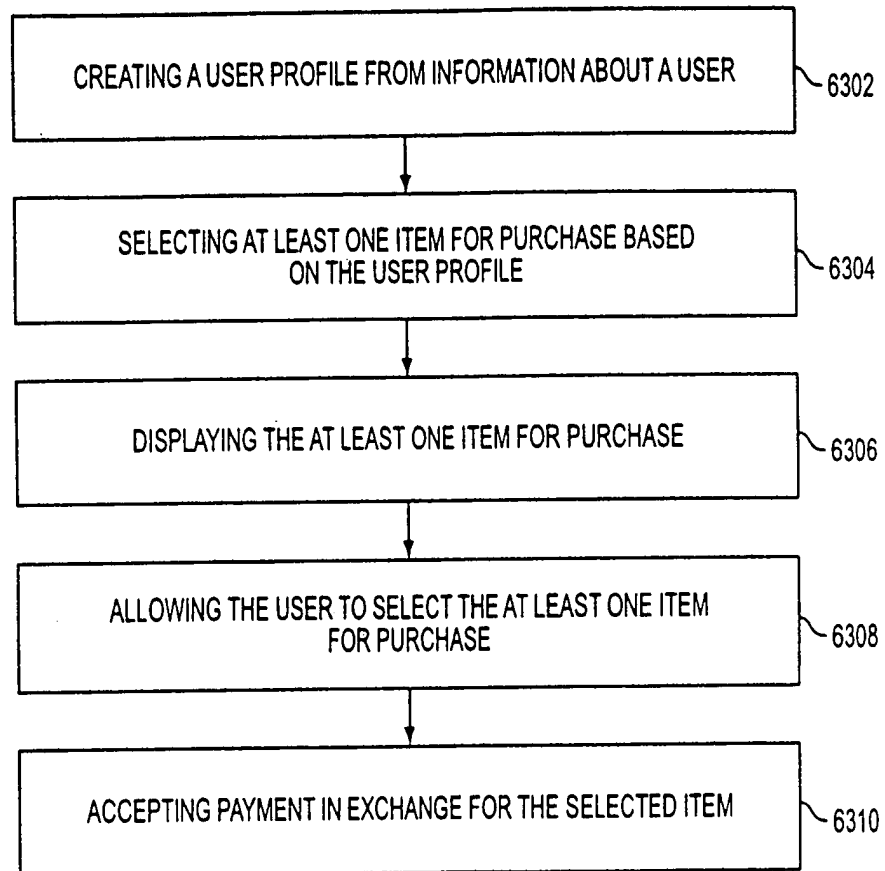 CREATING A USER PROFILE FROM INFORMATION ABOUT A USER
6302
SELECTING AT LEAST ONE ITEM FOR PURCHASE BASED
ON THE USER PROFILE
6304
DISPLAYING THE AT LEAST ONE ITEM FOR PURCHASE
6306
ALLOWING THE USER TO SELECT THE AT LEAST ONE ITEM
FOR PURCHASE
6308
ACCEPTING PAYMENT IN EXCHANGE FOR THE SELECTED ITEM
6310